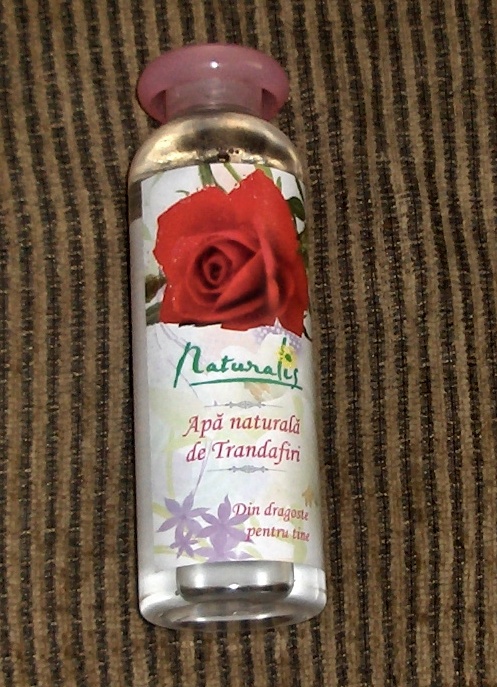 Naturalis
Apă naturală
de Trandafiri
Din dragoste
pentru tine